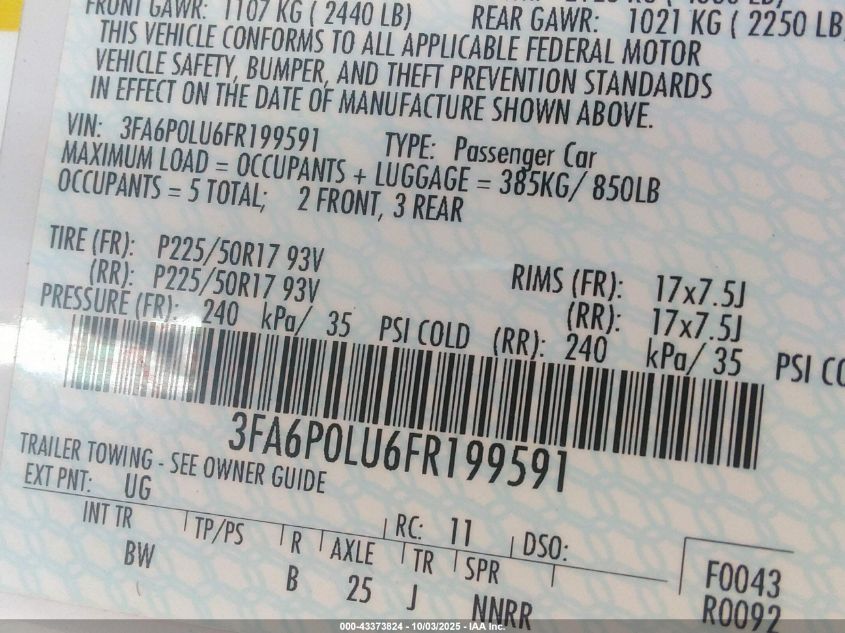 FRONT GAWR: 1107 KG ( 2440 LB) REAR GAWR: 1021 KG ( 2250 LB
THIS VEHICLE CONFORMS TO ALL APPLICABLE FEDERAL MOTOR
VEHICLE SAFETY, BUMPER, AND THEFT PREVENTION STANDARDS
IN EFFECT ON THE DATE OF MANUFACTURE SHOWN ABOVE.
VIN: 3FA6P0LU6FR199591 TYPE: Passenger Car
MAXIMUM LOAD = OCCUPANTS + LUGGAGE = 385KG/ 850LB
OCCUPANTS = 5 TOTAL; 2 FRONT, 3 REAR
TIRE (FR): P225/50R17 93V RIMS (FR): 17x7.5J
(RR): P225/50R17 93V (RR): 17x7.5J
PRESSURE (FR): 240 kPa/ 35 PSI COLD (RR): 240 kPa/ 35 PSI CO
3FA6P0LU6FR199591
TRAILER TOWING - SEE OWNER GUIDE
EXT PNT: UG RC: 11 DSO:
INT TR TP/PS R AXLE TR SPR
BW B 25 J NNRR
F0043
R0092
000-43373824 | 10/03/2025 - IAA Inc.